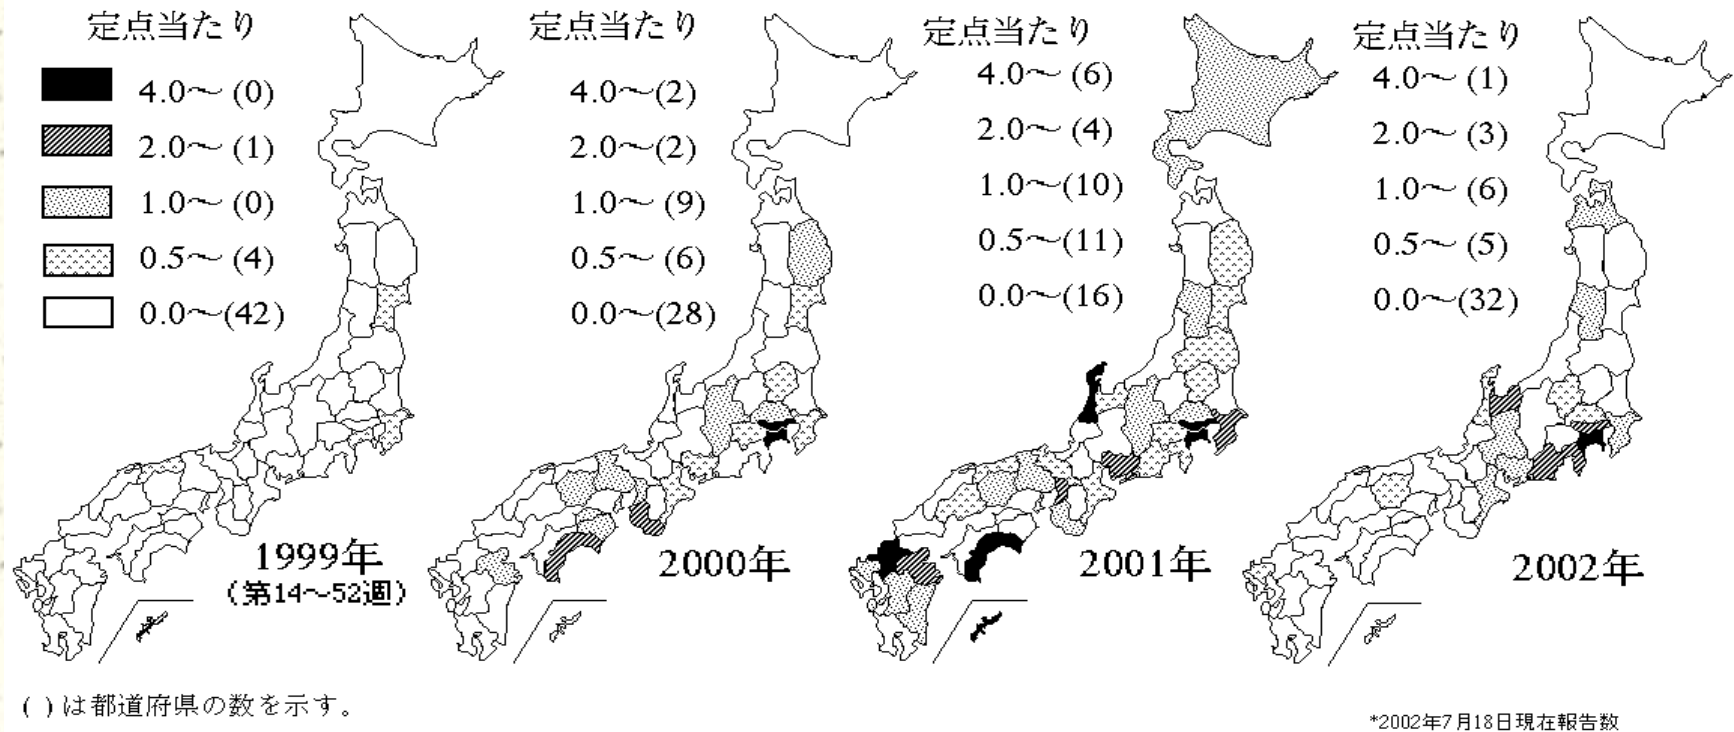 定点当たり
4.0～(0)
2.0～(1)
1.0～(0)
0.5～(4)
0.0～(42)
1999年
(第14～52週)
定点当たり
4.0～(2)
2.0～(2)
1.0～(9)
0.5～(6)
0.0～(28)
2000年
定点当たり
4.0～(6)
2.0～(4)
1.0～(10)
0.5～(11)
0.0～(16)
2001年
定点当たり
4.0～(1)
2.0～(3)
1.0～(6)
0.5～(5)
0.0～(32)
2002年
( )は都道府県の数を示す。
*2002年7月18日現在報告数